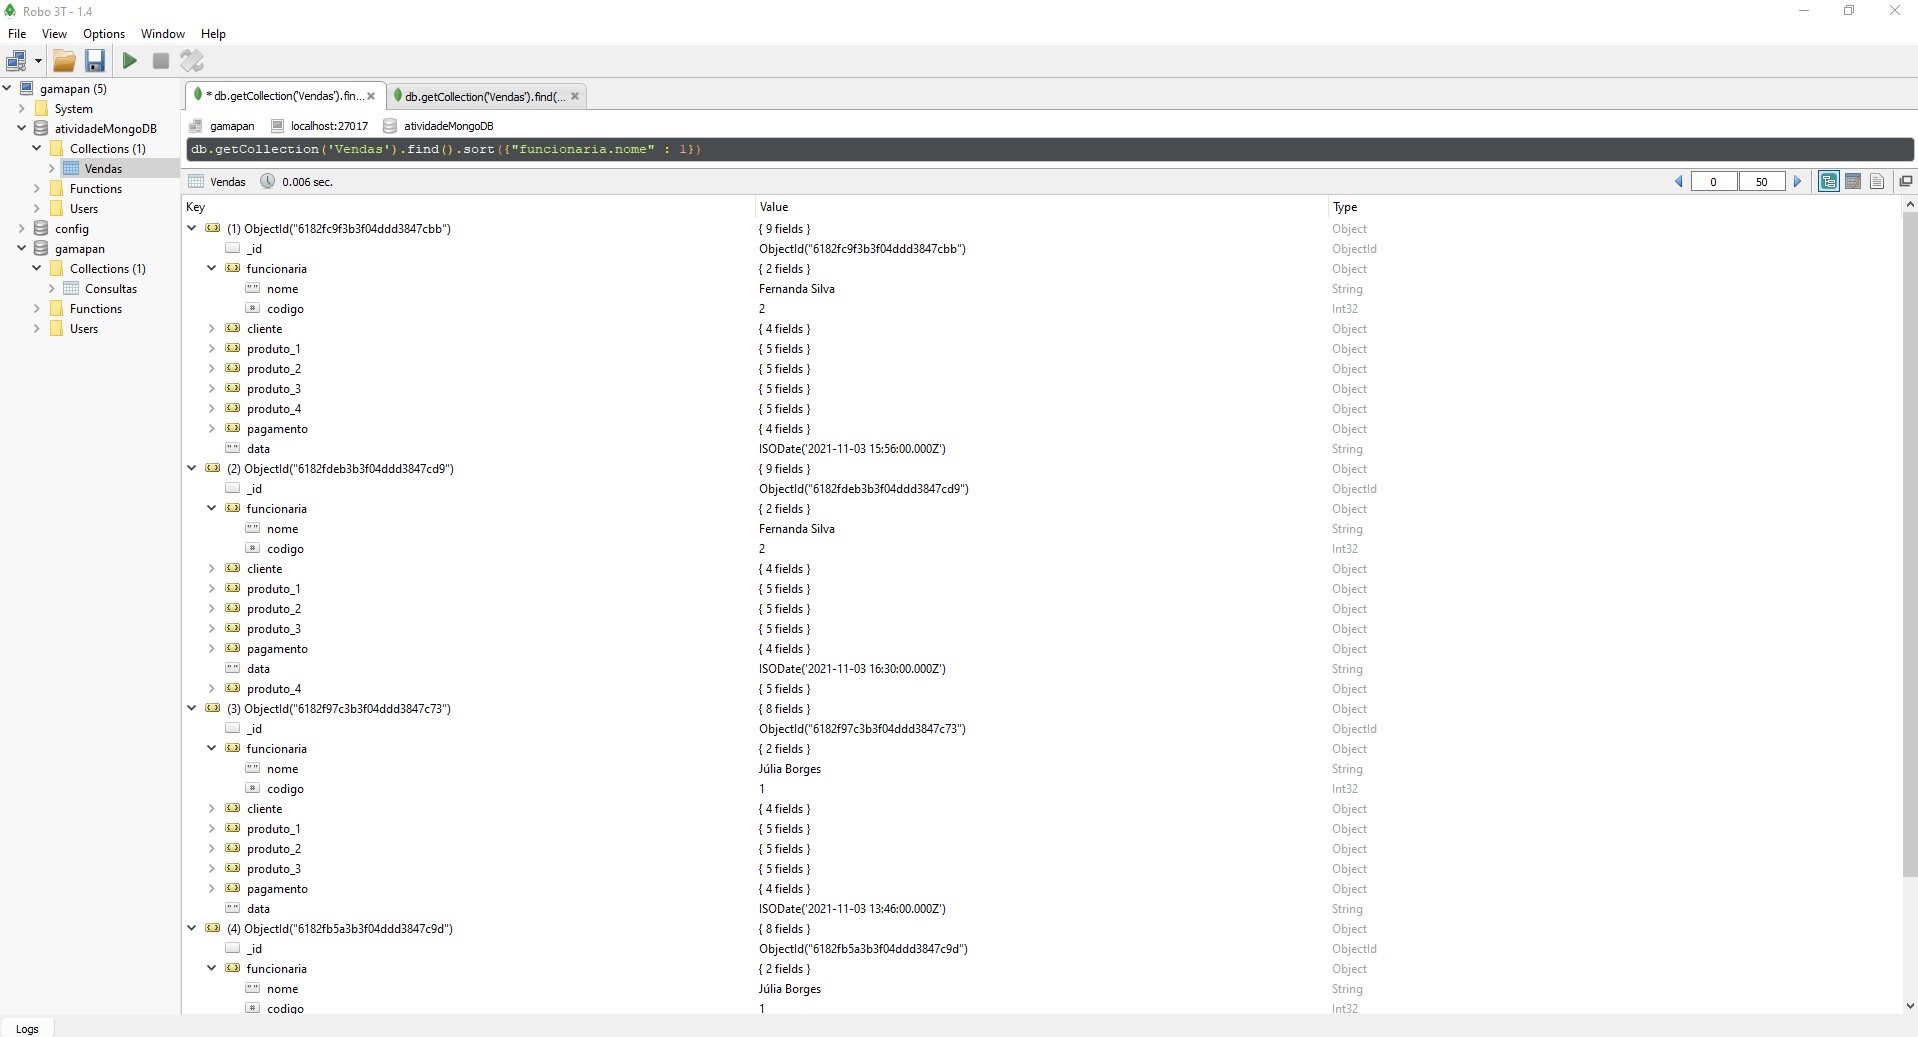 Robo 3T - 1.4
File View Options Window Help
gamapan (5)
System
atividadeMongoDB
Collections (1)
Vendas
Functions
Users
config
gamapan
Collections (1)
Consultas
Functions
Users
* db.getCollection('Vendas').fin... db.getCollection('Vendas').find(...
gamapan localhost:27017 atividadeMongoDB
db.getCollection('Vendas').find().sort({"funcionaria.nome" : 1})
Vendas 0.006 sec. 0 50
Key Value Type
(1) ObjectId("6182fc9f3b3f04ddd3847cbb") { 9 fields } Object
_id ObjectId("6182fc9f3b3f04ddd3847cbb") ObjectId
funcionaria { 2 fields } Object
nome Fernanda Silva String
codigo 2 Int32
cliente { 4 fields } Object
produto_1 { 5 fields } Object
produto_2 { 5 fields } Object
produto_3 { 5 fields } Object
produto_4 { 5 fields } Object
pagamento { 4 fields } Object
data ISODate('2021-11-03 15:56:00.000Z') String
(2) ObjectId("6182fdeb3b3f04ddd3847cd9") { 9 fields } Object
_id ObjectId("6182fdeb3b3f04ddd3847cd9") ObjectId
funcionaria { 2 fields } Object
nome Fernanda Silva String
codigo 2 Int32
cliente { 4 fields } Object
produto_1 { 5 fields } Object
produto_2 { 5 fields } Object
produto_3 { 5 fields } Object
pagamento { 4 fields } Object
data ISODate('2021-11-03 16:30:00.000Z') String
produto_4 { 5 fields } Object
(3) ObjectId("6182f97c3b3f04ddd3847c73") { 8 fields } Object
_id ObjectId("6182f97c3b3f04ddd3847c73") ObjectId
funcionaria { 2 fields } Object
nome Júlia Borges String
codigo 1 Int32
cliente { 4 fields } Object
produto_1 { 5 fields } Object
produto_2 { 5 fields } Object
produto_3 { 5 fields } Object
pagamento { 4 fields } Object
data ISODate('2021-11-03 13:46:00.000Z') String
(4) ObjectId("6182fb5a3b3f04ddd3847c9d") { 8 fields } Object
_id ObjectId("6182fb5a3b3f04ddd3847c9d") ObjectId
funcionaria { 2 fields } Object
nome Júlia Borges String
codigo 1 Int32
Logs